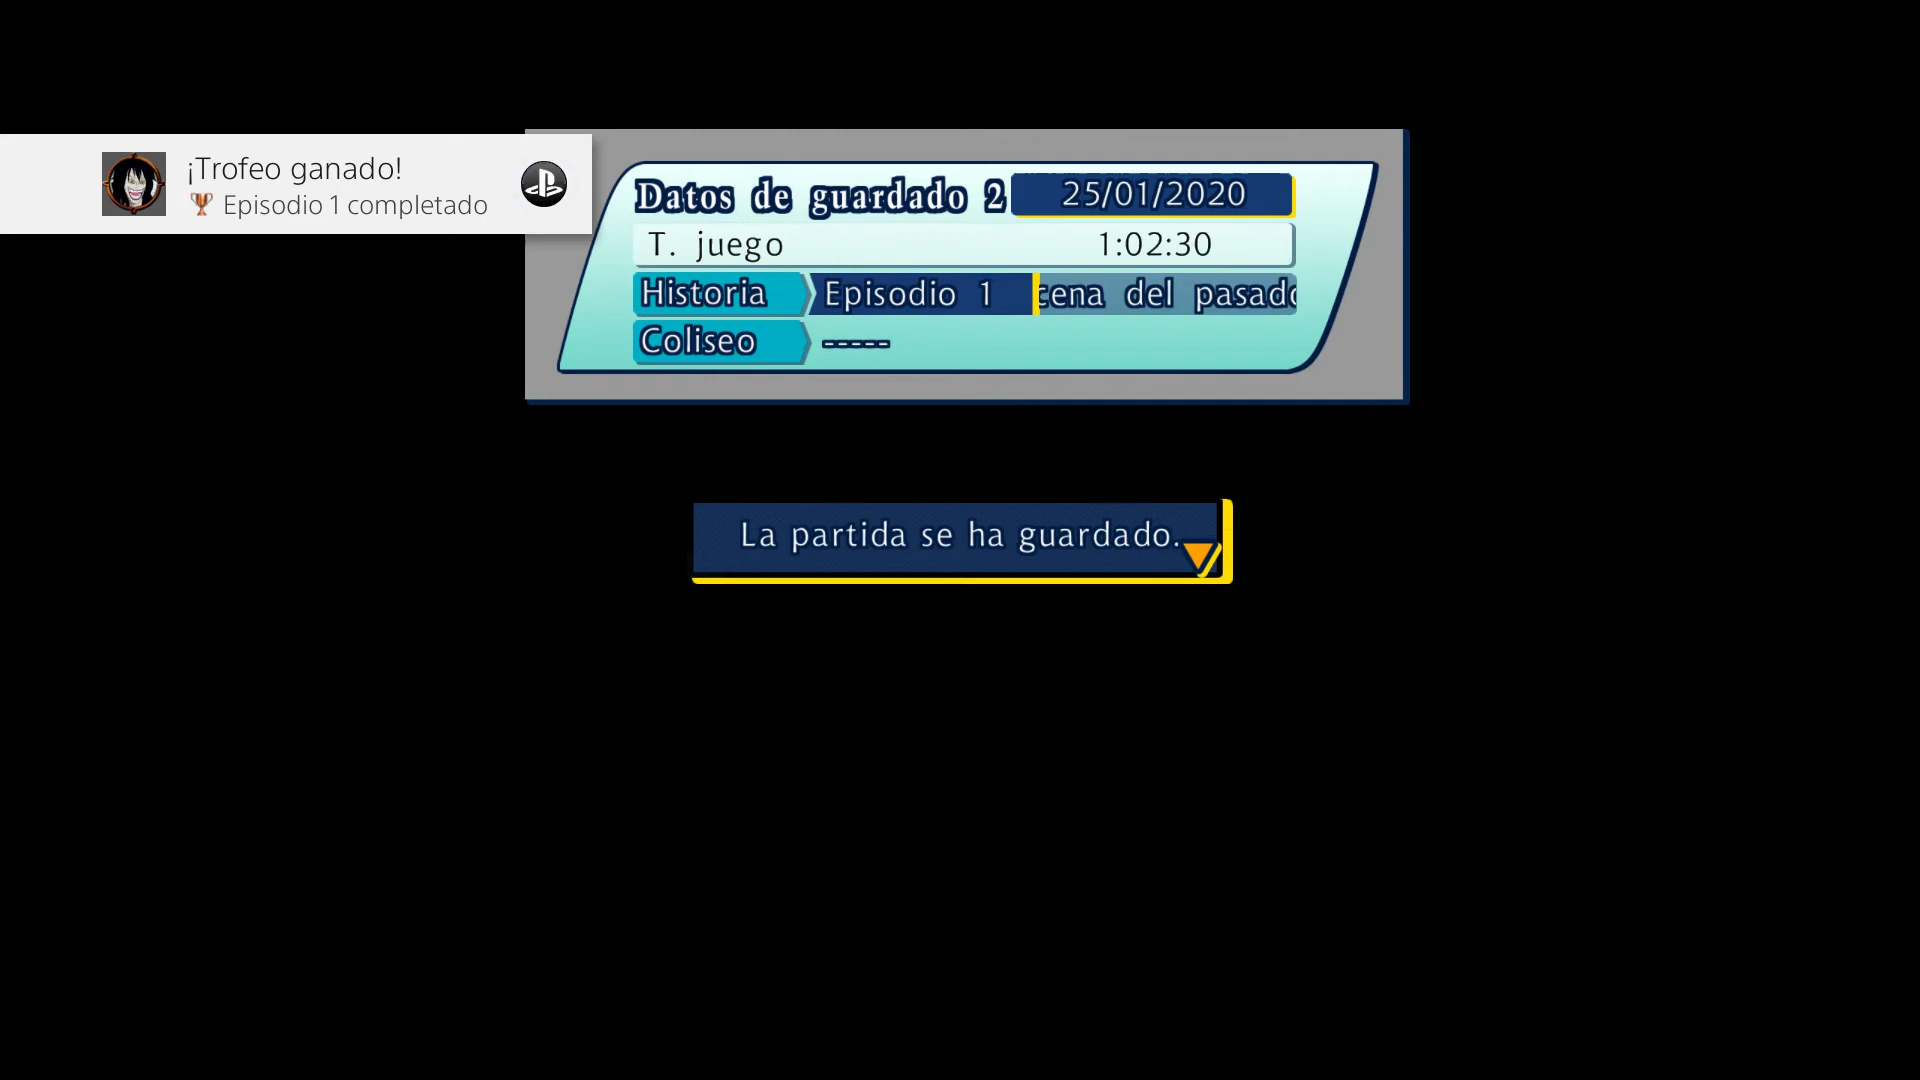 ¡Trofeo ganado!
Episodio 1 completado
Datos de guardado 2 25/01/2020
T. juego 1:02:30
Historia Episodio 1 cena del pasado
Coliseo -----
La partida se ha guardado.